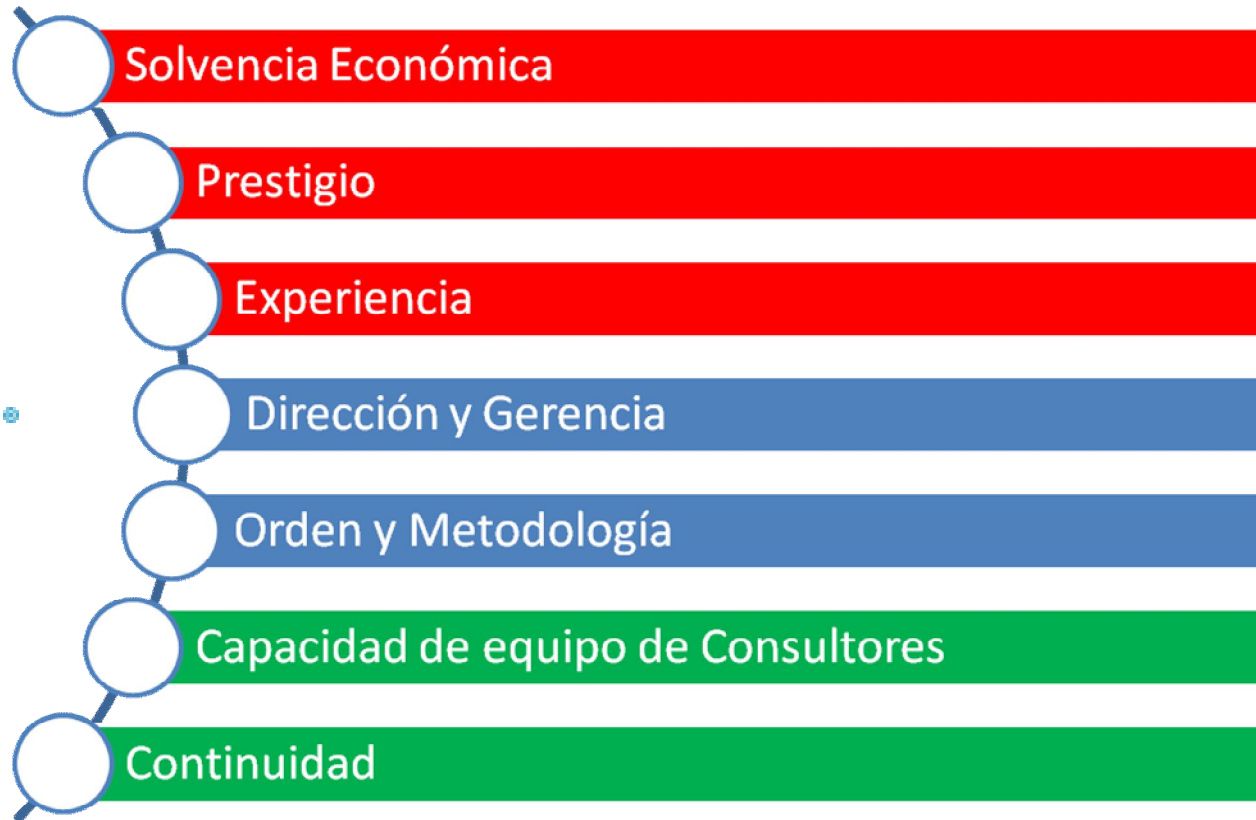 Solvencia Económica
Prestigio
Experiencia
Dirección y Gerencia
Orden y Metodología
Capacidad de equipo de Consultores
Continuidad